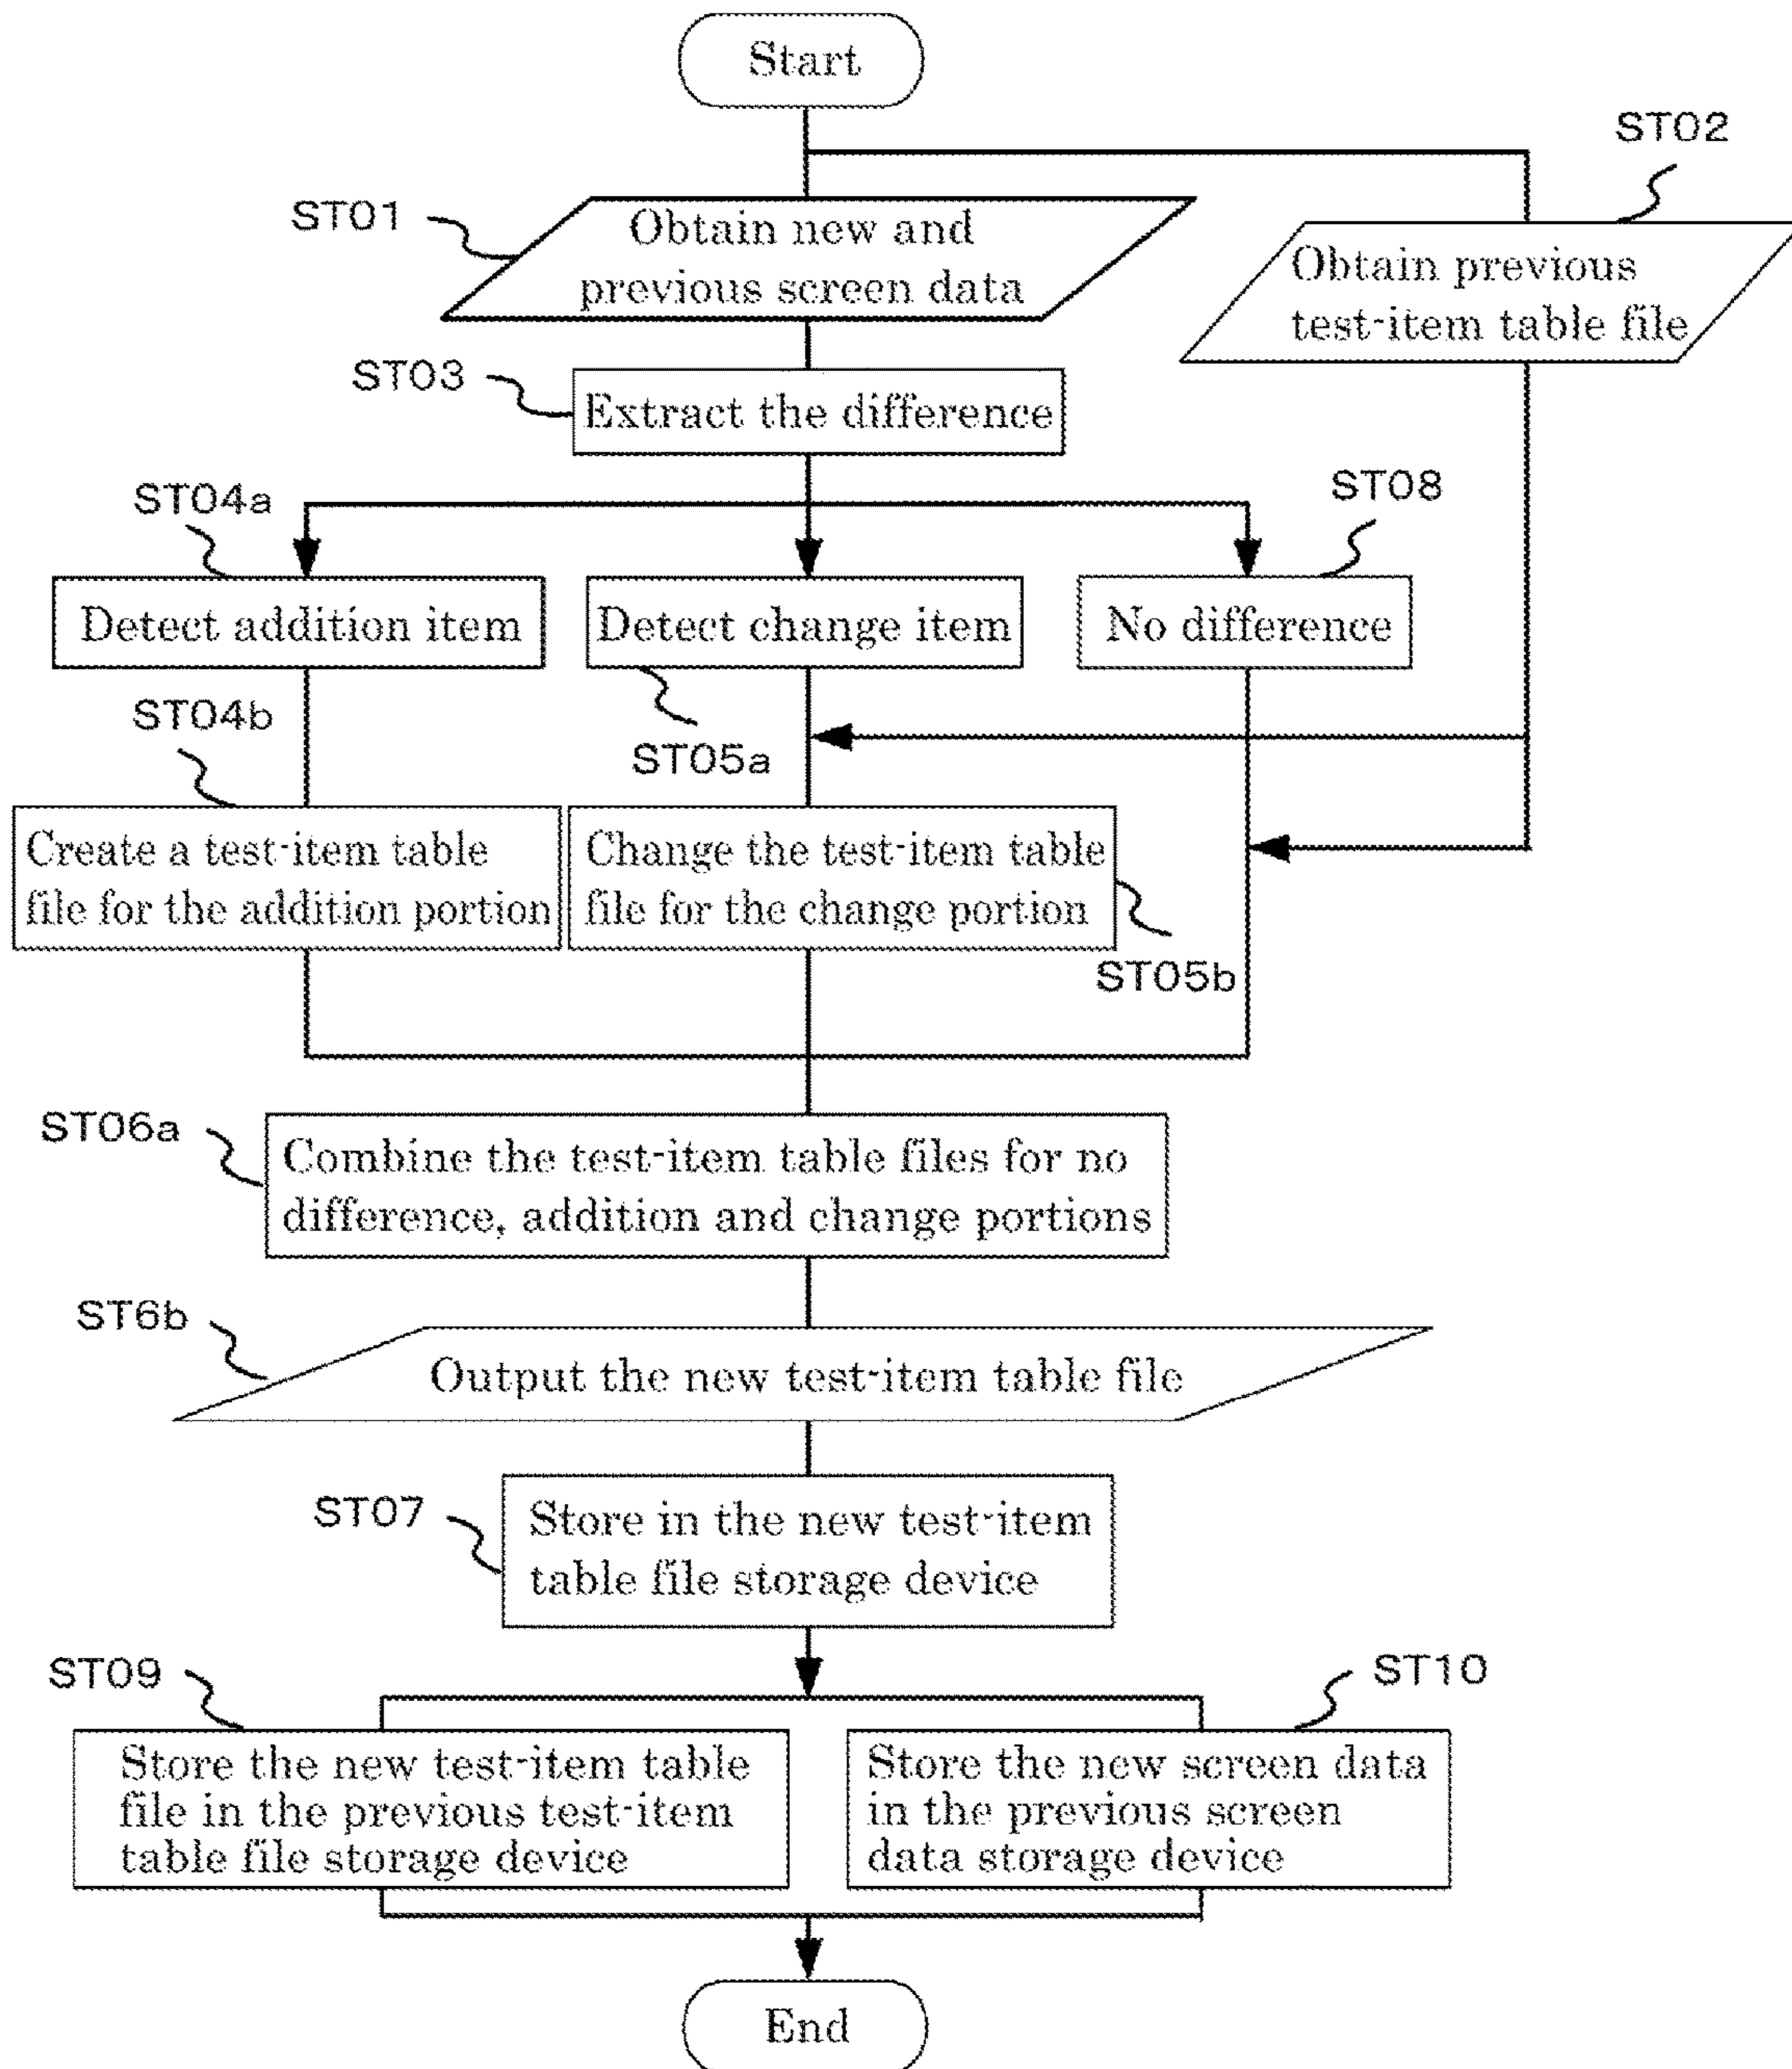 Start
ST02
ST01
Obtain new and
previous screen data
Obtain previous
test-item table file
ST03
Extract the difference
ST04a
ST08
Detect addition item
Detect change item
No difference
ST04b
ST05a
Create a test-item table
file for the addition portion
Change the test-item table
file for the change portion
ST05b
ST06a
Combine the test-item table files for no
difference, addition and change portions
ST6b
Output the new test-item table file
ST07
Store in the new test-item
table file storage device
ST09
ST10
Store the new test-item table
file in the previous test-item
table file storage device
Store the new screen data
in the previous screen
data storage device
End